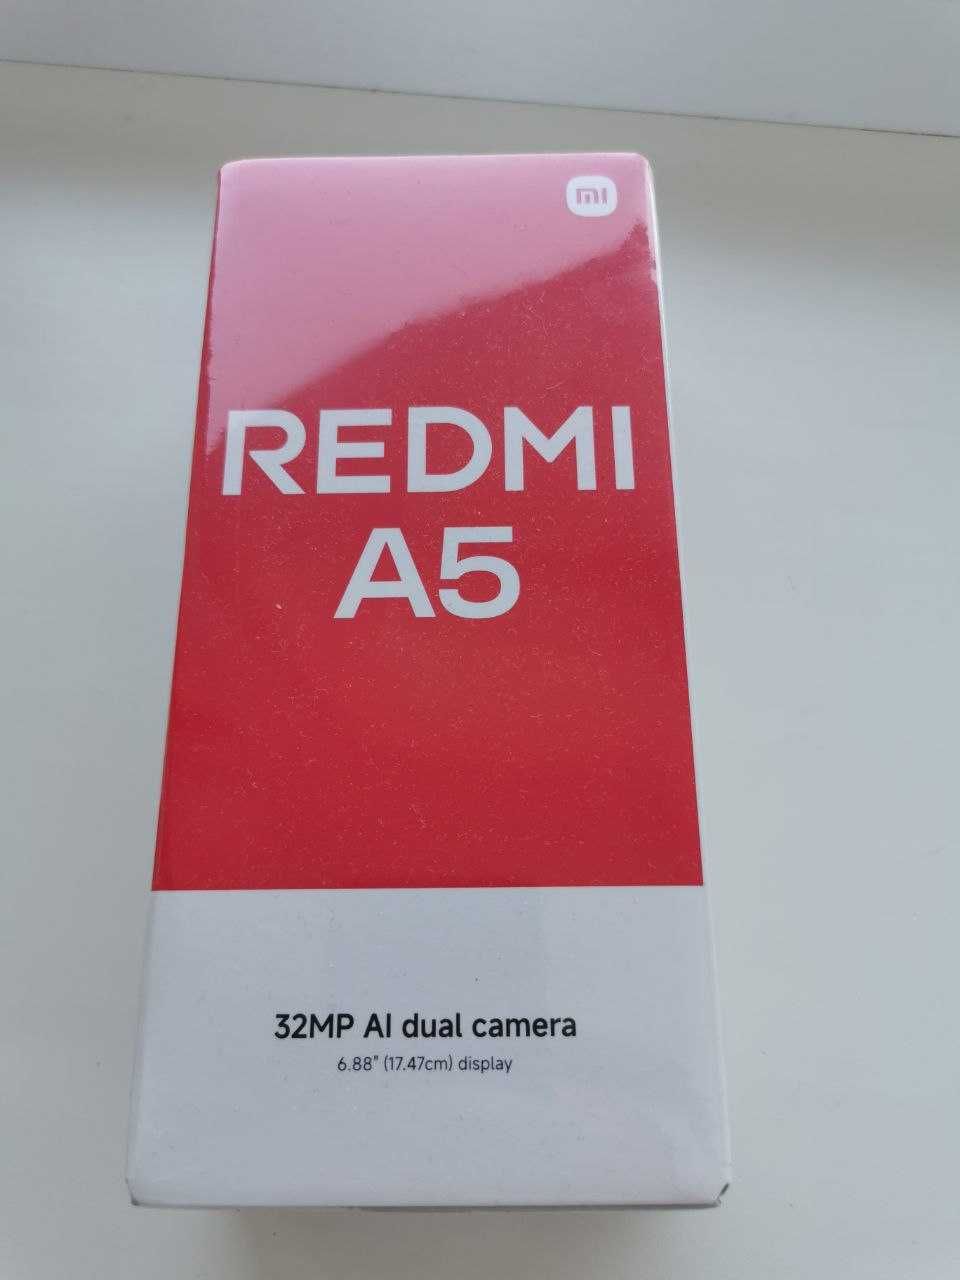 mi
REDMI
A5
32MP AI dual camera
6.88" (17.47cm) display